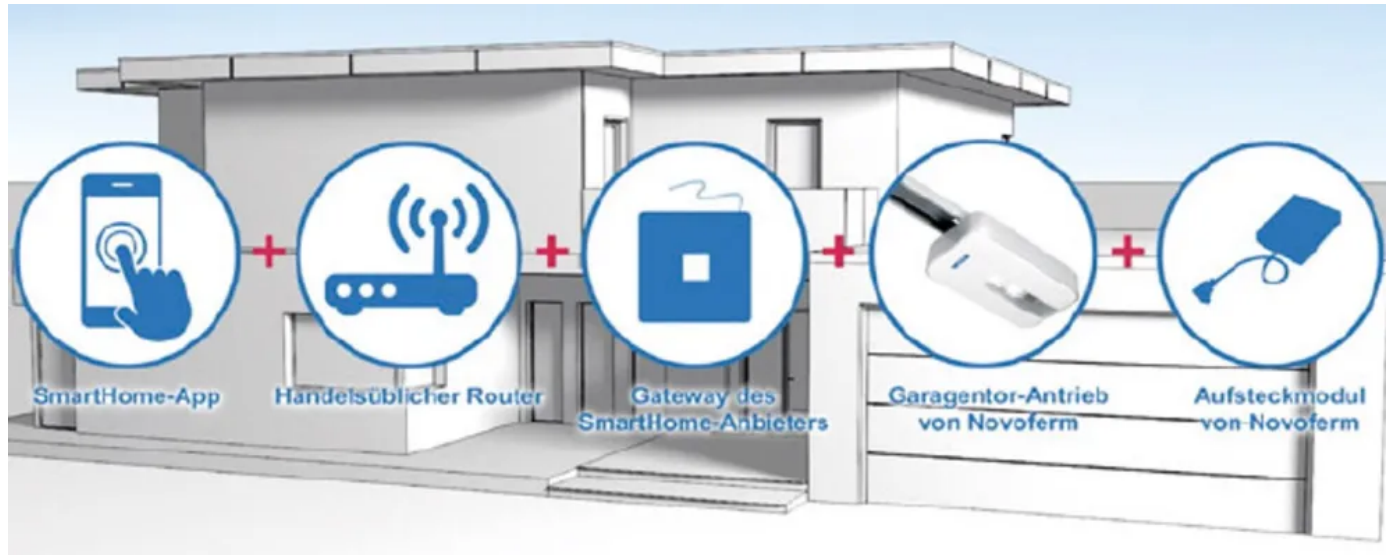 SmartHome-App
Handelsüblicher Router
Gateway des
SmartHome-Anbieters
Garagentor-Antrieb
von Novoferm
Aufsteckmodul
von Novoferm